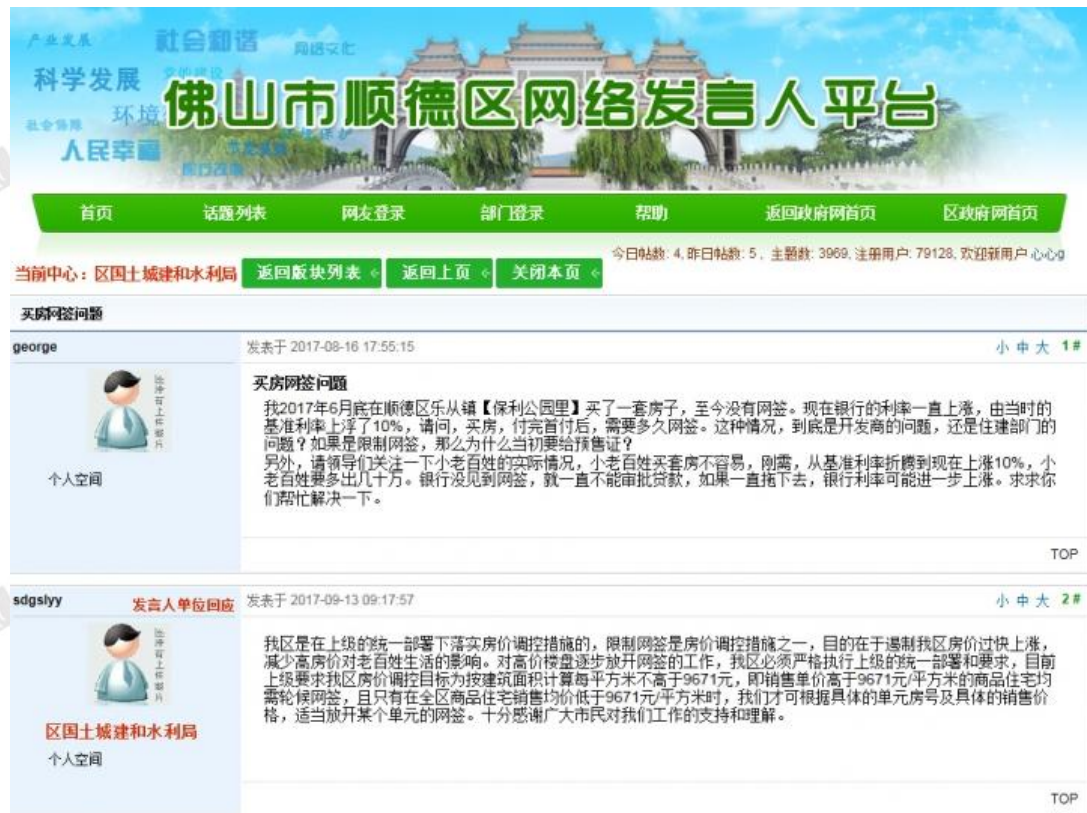 产业发展
社会和谐
网络文化
科学发展
环境
社会保障
人民幸福
佛山市顺德区网络发言人平台
首页 话题列表 网友登录 部门登录 帮助 返回政府网首页 区政府网首页
今日帖数: 4, 昨日帖数: 5, 主题数: 3969, 注册用户: 79128, 欢迎新用户 心心g
当前中心：区国土城建和水利局 返回版块列表 返回上页 关闭本页
买房网签问题
george 发表于 2017-08-16 17:55:15 小 中 大 1#
买房网签问题
我2017年6月底在顺德区乐从镇【保利公园里】买了一套房子，至今没有网签。现在银行的利率一直上涨，由当时的
基准利率上浮了10%，请问，买房，付完首付后，需要多久网签。这种情况，到底是开发商的问题，还是住建部门的
问题？如果是限制网签，那么为什么当初要给预售证？
另外，请领导们关注一下小老百姓的实际情况，小老百姓买套房不容易，刚需，从基准利率折腾到现在上涨10%，小
老百姓要多出几十万。银行没见到网签，就一直不能审批贷款，如果一直拖下去，银行利率可能进一步上涨。求求你
们帮忙解决一下。
还没有上传照片
个人空间
TOP
sdgslyy 发言人单位回应 发表于 2017-09-13 09:17:57 小 中 大 2#
我区是在上级的统一部署下落实房价调控措施的，限制网签是房价调控措施之一，目的在于遏制我区房价过快上涨，
减少高房价对老百姓生活的影响。对高价楼盘逐步放开网签的工作，我区必须严格执行上级的统一部署和要求，目前
上级要求我区房价调控目标为按建筑面积计算每平方米不高于9671元，即销售单价高于9671元/平方米的商品住宅均
需轮候网签，且只有在全区商品住宅销售均价低于9671元/平方米时，我们才可根据具体的单元房号及具体的销售价
格，适当放开某个单元的网签。十分感谢广大市民对我们工作的支持和理解。
还没有上传照片
区国土城建和水利局
个人空间
TOP